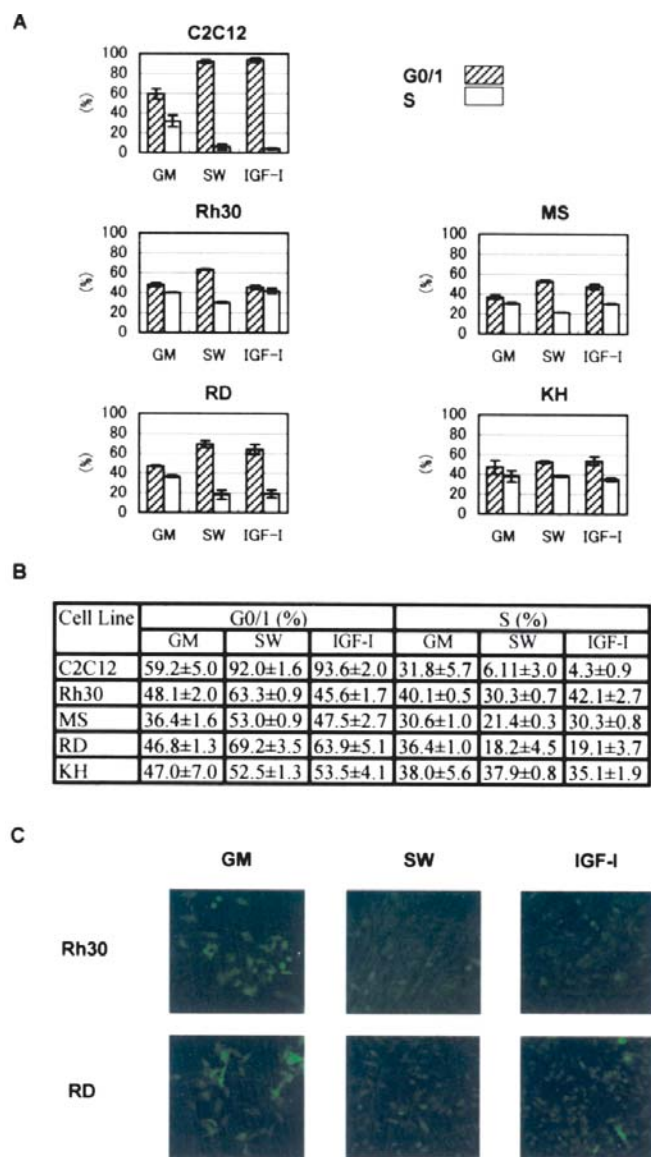 A
C2C12
G0/1
S
(%)
100
80
60
40
20
0
GM SW IGF-I
Rh30
MS
(%)
100
80
60
40
20
0
GM SW IGF-I
(%)
100
80
60
40
20
0
GM SW IGF-I
RD
KH
(%)
100
80
60
40
20
0
GM SW IGF-I
(%)
100
80
60
40
20
0
GM SW IGF-I
B
Cell Line G0/1 (%) S (%)
GM SW IGF-I GM SW IGF-I
C2C12 59.2±5.0 92.0±1.6 93.6±2.0 31.8±5.7 6.11±3.0 4.3±0.9
Rh30 48.1±2.0 63.3±0.9 45.6±1.7 40.1±0.5 30.3±0.7 42.1±2.7
MS 36.4±1.6 53.0±0.9 47.5±2.7 30.6±1.0 21.4±0.3 30.3±0.8
RD 46.8±1.3 69.2±3.5 63.9±5.1 36.4±1.0 18.2±4.5 19.1±3.7
KH 47.0±7.0 52.5±1.3 53.5±4.1 38.0±5.6 37.9±0.8 35.1±1.9
C
GM SW IGF-I
Rh30
RD